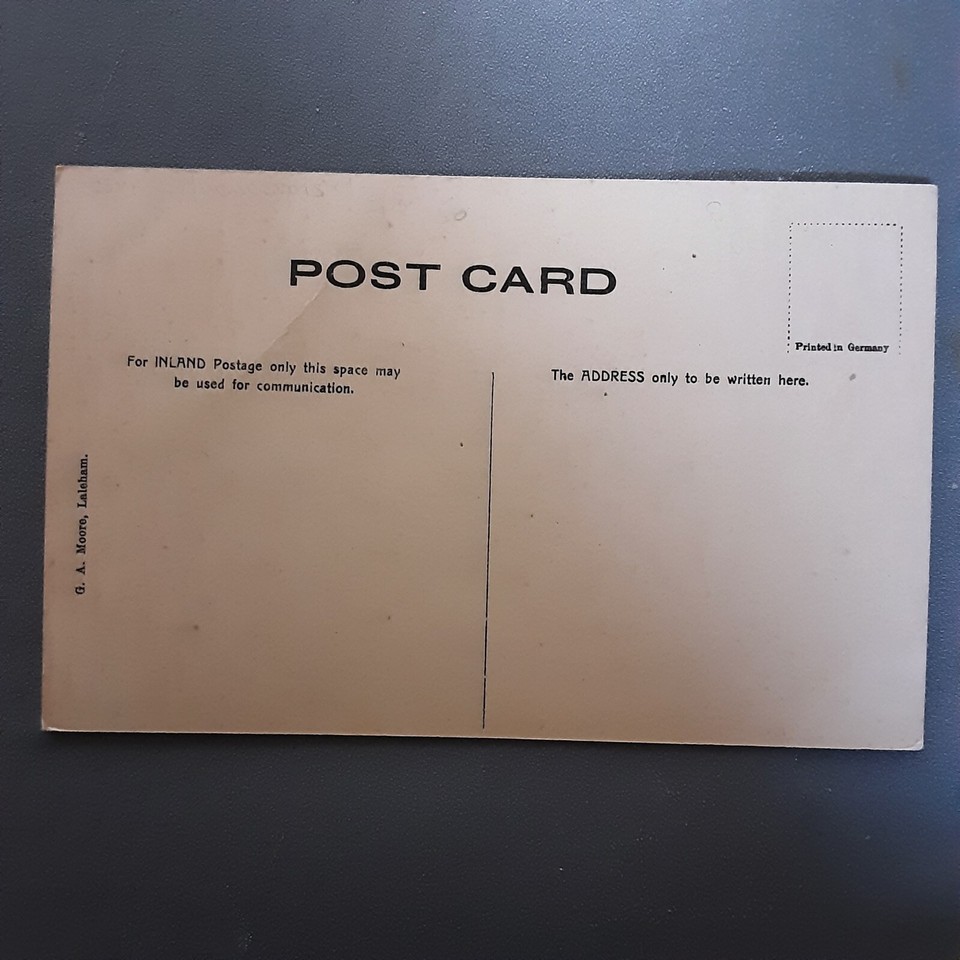 POST CARD
Printed in Germany
For INLAND Postage only this space may
be used for communication.
The ADDRESS only to be written here.
G. A. Moore, Laleham.